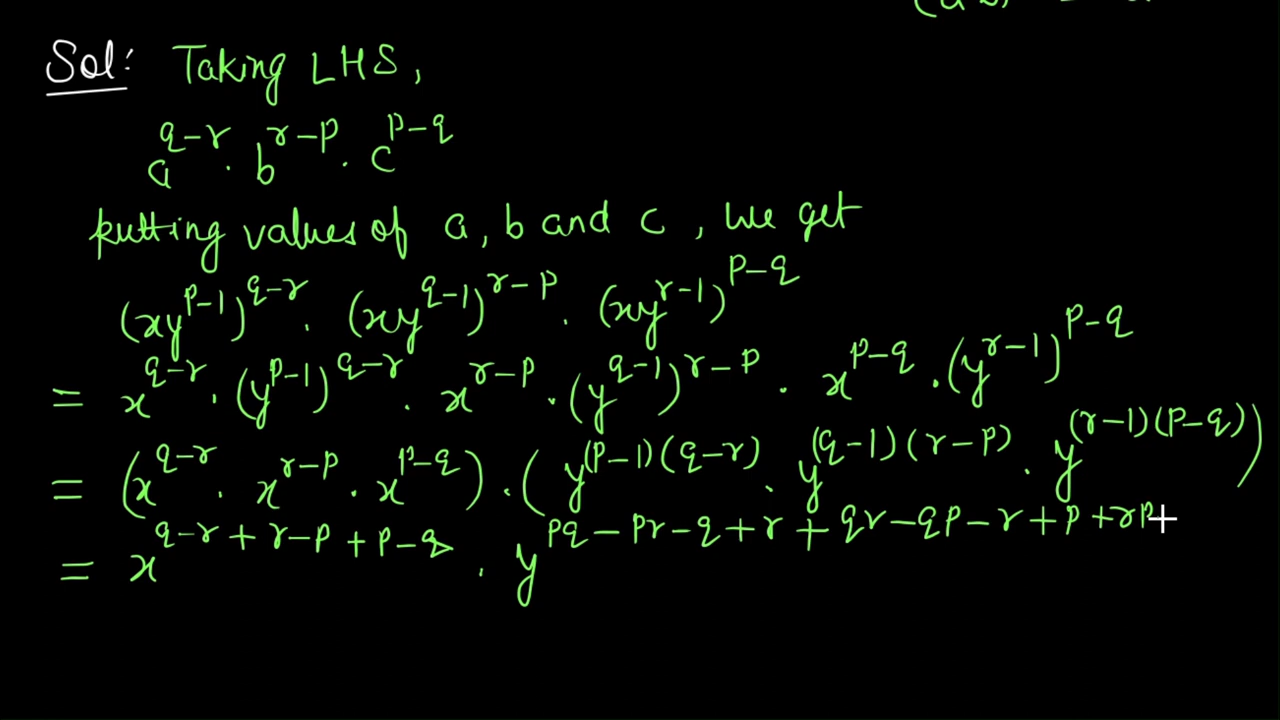 Sol: Taking LHS,
a^{q-r} . b^{r-p} . c^{p-q}
putting values of a, b and c, we get
(xy^{p-1})^{q-r} . (xy^{q-1})^{r-p} . (xy^{r-1})^{p-q}
= x^{q-r} . (y^{p-1})^{q-r} . x^{r-p} . (y^{q-1})^{r-p} . x^{p-q} . (y^{r-1})^{p-q}
= (x^{q-r} . x^{r-p} . x^{p-q}) . (y^{(p-1)(q-r)} . y^{(q-1)(r-p)} . y^{(r-1)(p-q)})
= x^{q-r+r-p+p-q} . y^{pq-pr-q+r+qr-qp-r+p+rp}